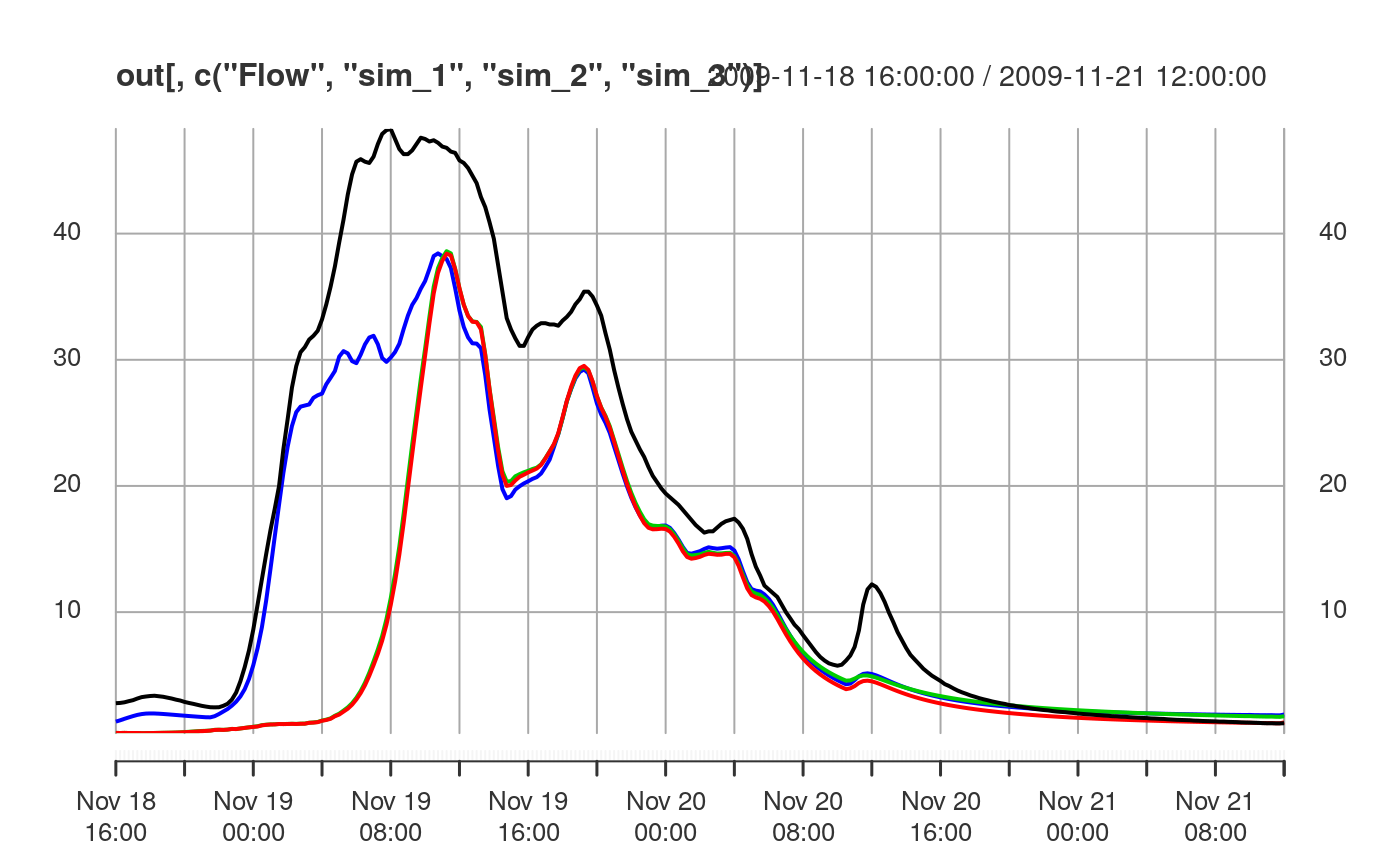 out[, c("Flow", "sim_1", "sim_2", "sim_3")] 2009-11-18 16:00:00 / 2009-11-21 12:00:00
40 40
30 30
20 20
10 10
Nov 18 Nov 19 Nov 19 Nov 19 Nov 20 Nov 20 Nov 20 Nov 21 Nov 21
16:00 00:00 08:00 16:00 00:00 08:00 16:00 00:00 08:00